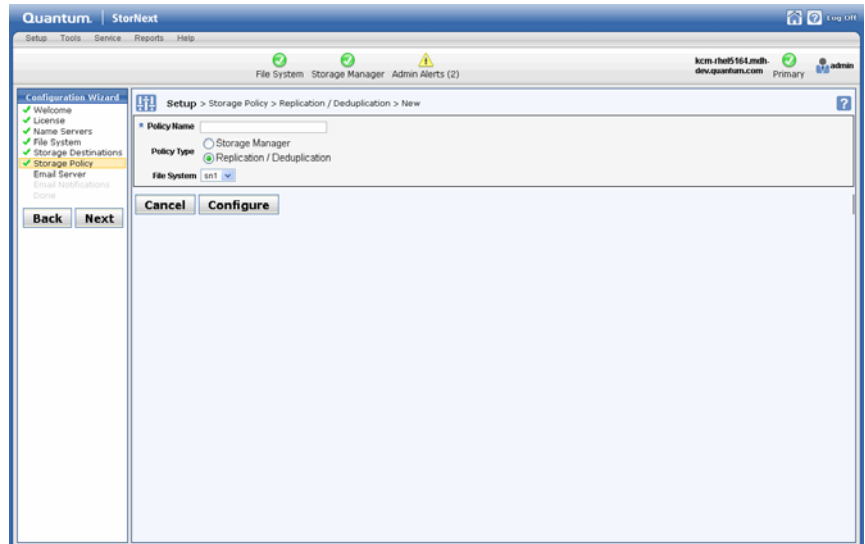 Quantum. StorNext
Log Off
Setup Tools Service Reports Help
File System Storage Manager Admin Alerts (2)
kcm-rhel5164.mdh-dev.quantum.com Primary admin
Configuration Wizard
Welcome
License
Name Servers
File System
Storage Destinations
Storage Policy
Email Server
Email Notifications
Done
Back Next
Setup > Storage Policy > Replication / Deduplication > New
* Policy Name
Policy Type
Storage Manager
Replication / Deduplication
File System sn1
Cancel Configure